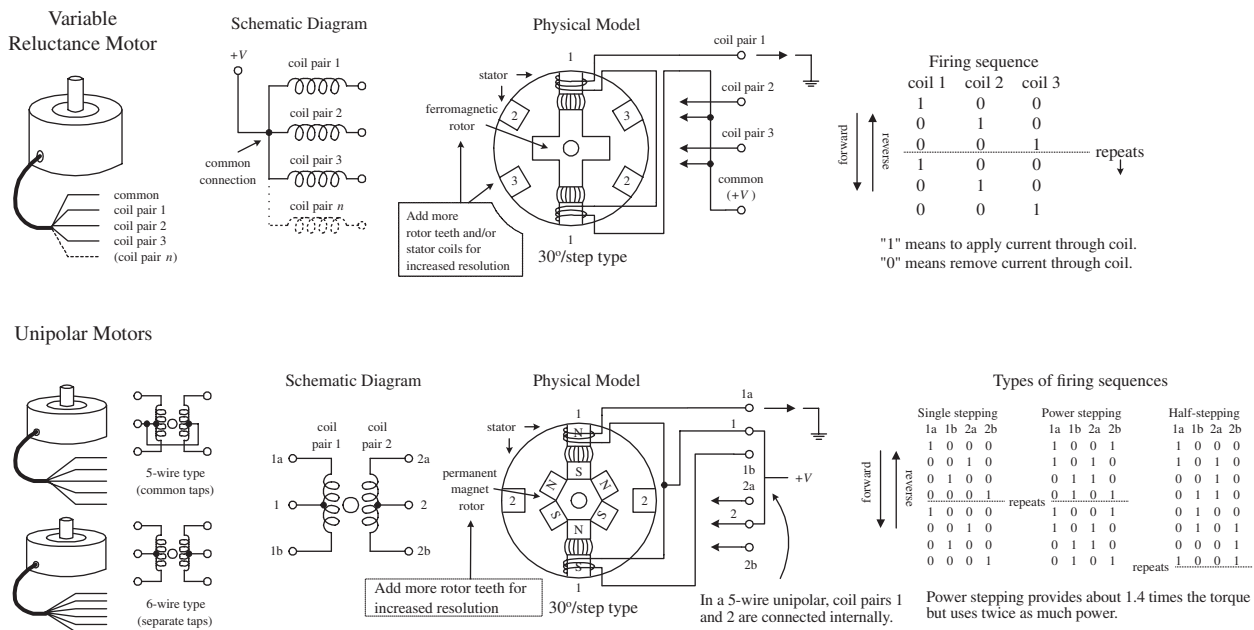 Variable
Reluctance Motor
common
coil pair 1
coil pair 2
coil pair 3
(coil pair n)
Schematic Diagram
+V
coil pair 1
coil pair 2
coil pair 3
coil pair n
common
connection
Physical Model
1
stator
2
3
ferromagnetic
rotor
3
2
1
Add more
rotor teeth and/or
stator coils for
increased resolution
30°/step type
coil pair 1
coil pair 2
coil pair 3
common
(+V)
Firing sequence
coil 1 coil 2 coil 3
1 0 0
0 1 0
0 0 1
1 0 0
0 1 0
0 0 1
forward
reverse
repeats
"1" means to apply current through coil.
"0" means remove current through coil.
Unipolar Motors
5-wire type
(common taps)
6-wire type
(separate taps)
Schematic Diagram
coil
pair 1
coil
pair 2
1a
2a
1
2
1b
2b
Physical Model
1
stator
N
S
permanent
magnet
rotor
N
N
2
2
S
S
N
S
1
Add more rotor teeth for
increased resolution
30°/step type
1a
1
1b
2a
2
2b
+V
In a 5-wire unipolar, coil pairs 1
and 2 are connected internally.
Types of firing sequences
forward
reverse
Single stepping
1a 1b 2a 2b
1 0 0 0
0 0 1 0
0 1 0 0
0 0 0 1
1 0 0 0
0 0 1 0
0 1 0 0
0 0 0 1
repeats
Power stepping
1a 1b 2a 2b
1 0 0 1
1 0 1 0
0 1 1 0
0 1 0 1
1 0 0 1
1 0 1 0
0 1 1 0
0 1 0 1
Half-stepping
1a 1b 2a 2b
1 0 0 0
1 0 1 0
0 0 1 0
0 1 1 0
0 1 0 0
0 1 0 1
0 0 0 1
1 0 0 1
repeats
Power stepping provides about 1.4 times the torque
but uses twice as much power.